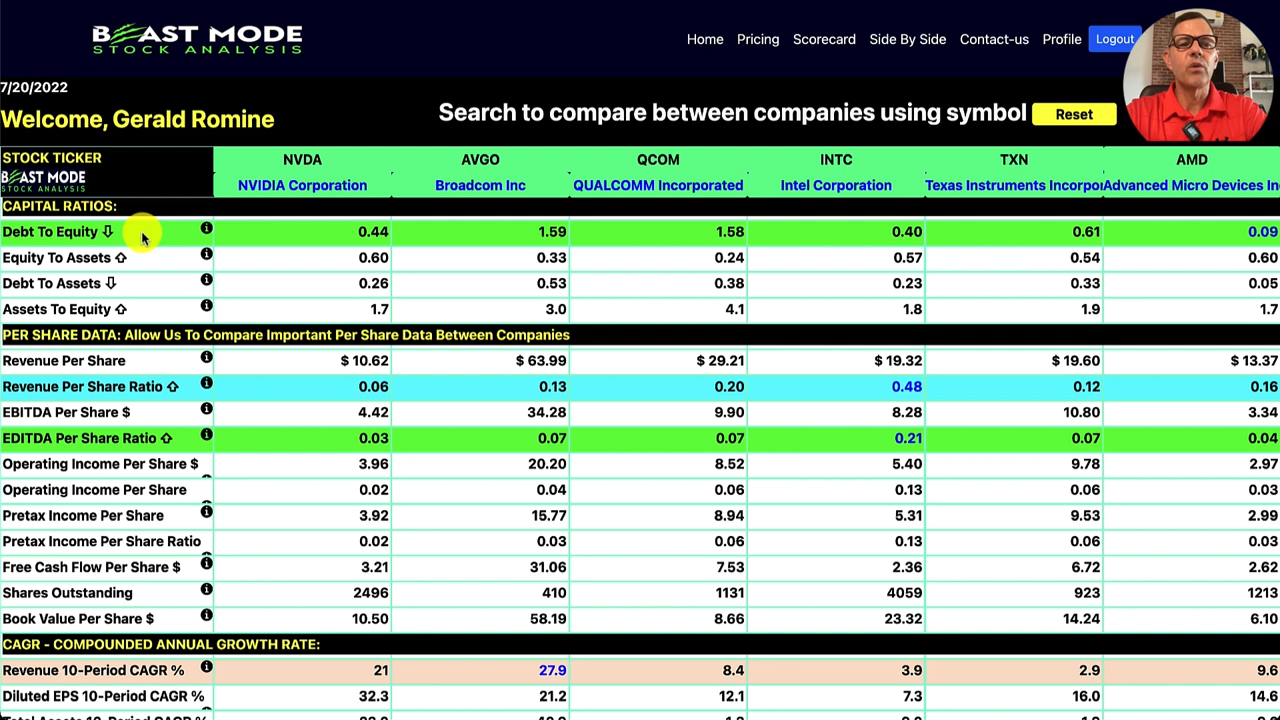 BEAST MODE
STOCK ANALYSIS
Home Pricing Scorecard Side By Side Contact-us Profile Logout
7/20/2022
Welcome, Gerald Romine
Search to compare between companies using symbol Reset
STOCK TICKER NVDA AVGO QCOM INTC TXN AMD
BEAST MODE
STOCK ANALYSIS
NVIDIA Corporation Broadcom Inc QUALCOMM Incorporated Intel Corporation Texas Instruments Incorpor Advanced Micro Devices In
CAPITAL RATIOS:
Debt To Equity 0.44 1.59 1.58 0.40 0.61 0.09
Equity To Assets 0.60 0.33 0.24 0.57 0.54 0.60
Debt To Assets 0.26 0.53 0.38 0.23 0.33 0.05
Assets To Equity 1.7 3.0 4.1 1.8 1.9 1.7
PER SHARE DATA: Allow Us To Compare Important Per Share Data Between Companies
Revenue Per Share $ 10.62 $ 63.99 $ 29.21 $ 19.32 $ 19.60 $ 13.37
Revenue Per Share Ratio 0.06 0.13 0.20 0.48 0.12 0.16
EBITDA Per Share $ 4.42 34.28 9.90 8.28 10.80 3.34
EDITDA Per Share Ratio 0.03 0.07 0.07 0.21 0.07 0.04
Operating Income Per Share $ 3.96 20.20 8.52 5.40 9.78 2.97
Operating Income Per Share 0.02 0.04 0.06 0.13 0.06 0.03
Pretax Income Per Share 3.92 15.77 8.94 5.31 9.53 2.99
Pretax Income Per Share Ratio 0.02 0.03 0.06 0.13 0.06 0.03
Free Cash Flow Per Share $ 3.21 31.06 7.53 2.36 6.72 2.62
Shares Outstanding 2496 410 1131 4059 923 1213
Book Value Per Share $ 10.50 58.19 8.66 23.32 14.24 6.10
CAGR - COMPOUNDED ANNUAL GROWTH RATE:
Revenue 10-Period CAGR % 21 27.9 8.4 3.9 2.9 9.6
Diluted EPS 10-Period CAGR % 32.3 21.2 12.1 7.3 16.0 14.6